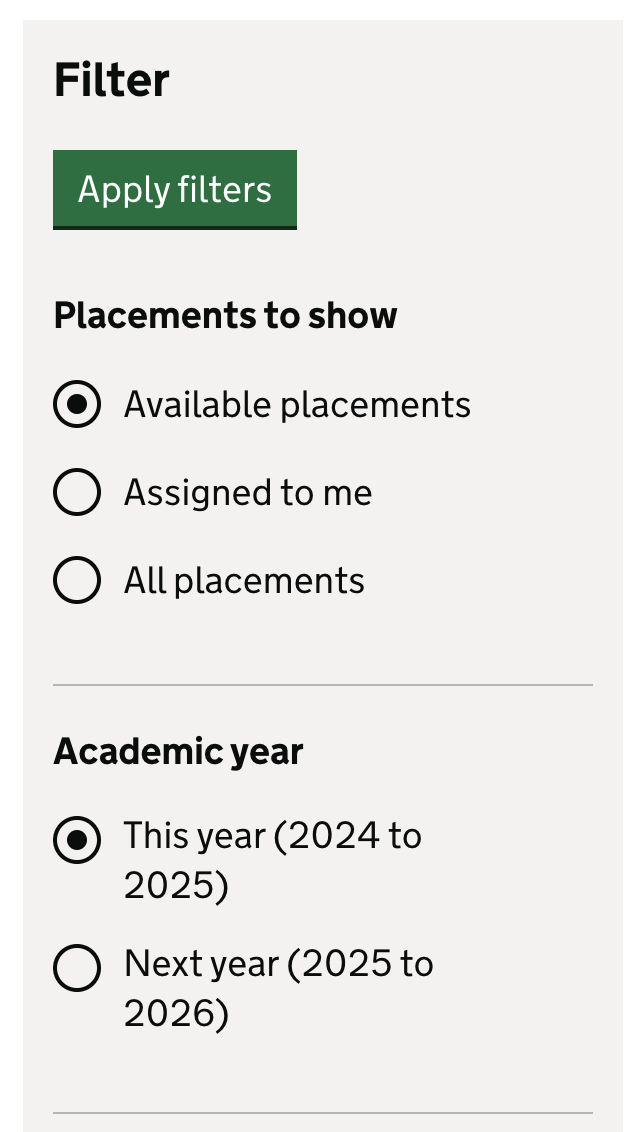 Filter
Apply filters
Placements to show
Available placements
Assigned to me
All placements
Academic year
This year (2024 to
2025)
Next year (2025 to
2026)